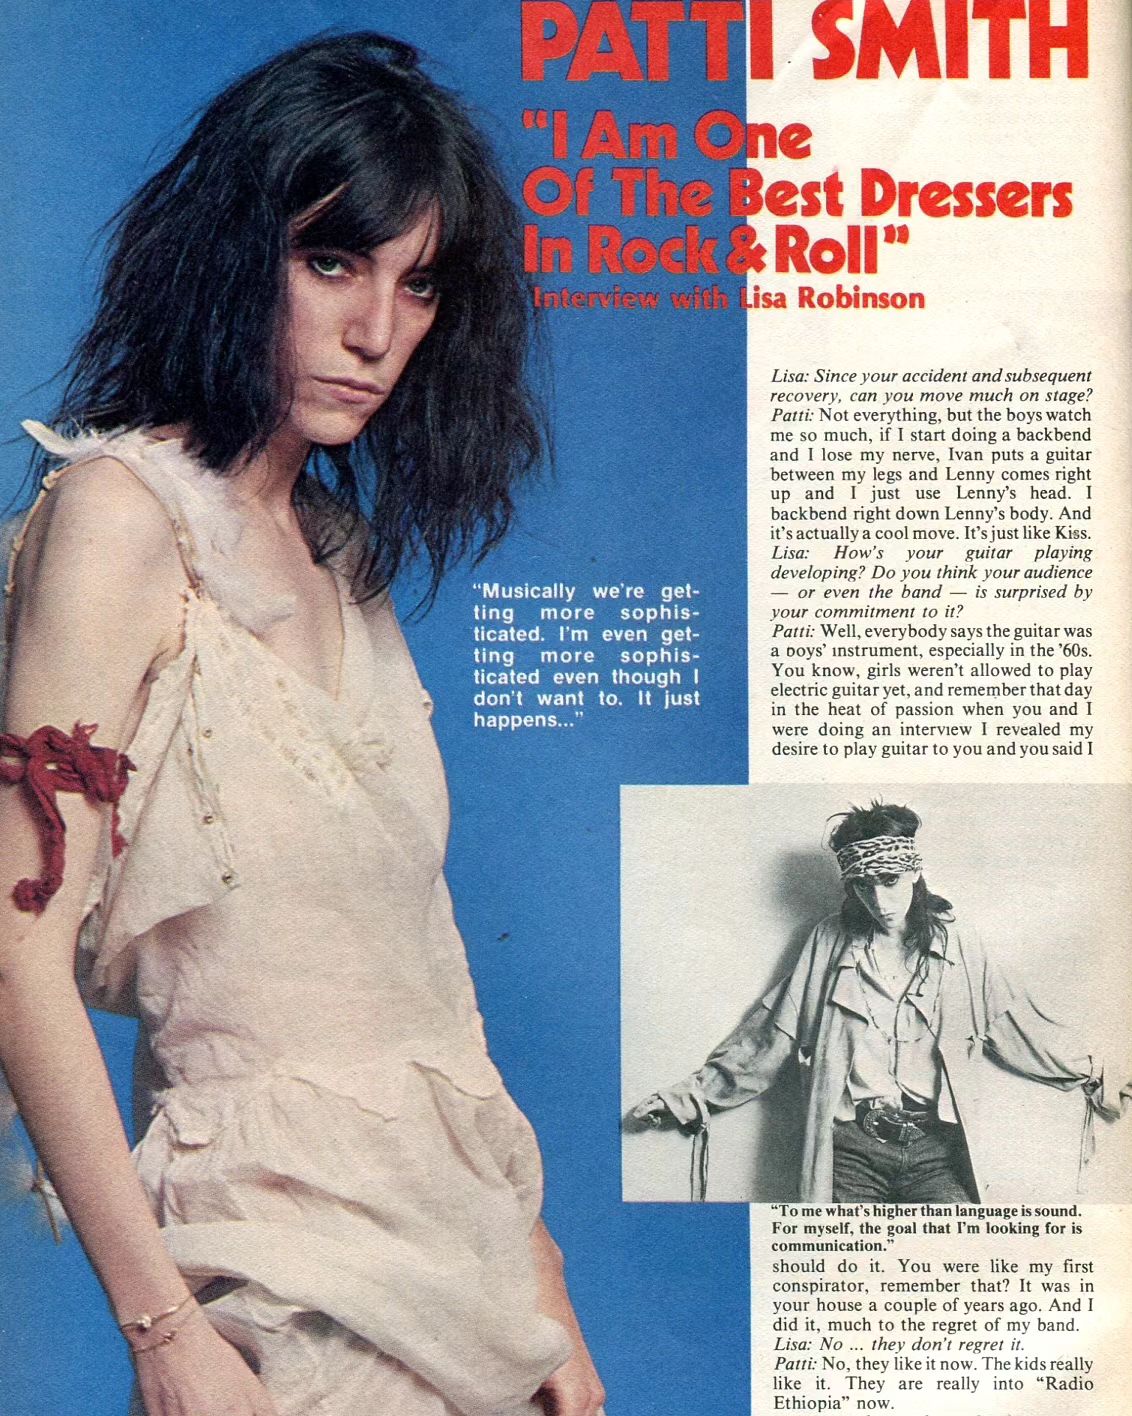 PATTI SMITH
"I Am One
Of The Best Dressers
In Rock & Roll"
Interview with Lisa Robinson
Lisa: Since your accident and subsequent
recovery, can you move much on stage?
Patti: Not everything, but the boys watch
me so much, if I start doing a backbend
and I lose my nerve, Ivan puts a guitar
between my legs and Lenny comes right
up and I just use Lenny's head. I
backbend right down Lenny's body. And
it's actually a cool move. It's just like Kiss.
Lisa: How's your guitar playing
developing? Do you think your audience
— or even the band — is surprised by
your commitment to it?
Patti: Well, everybody says the guitar was
a boys' instrument, especially in the '60s.
You know, girls weren't allowed to play
electric guitar yet, and remember that day
in the heat of passion when you and I
were doing an interview I revealed my
desire to play guitar to you and you said I
"Musically we're get-
ting more sophis-
ticated. I'm even get-
ting more sophis-
ticated even though I
don't want to. It just
happens..."
"To me what's higher than language is sound.
For myself, the goal that I'm looking for is
communication."
should do it. You were like my first
conspirator, remember that? It was in
your house a couple of years ago. And I
did it, much to the regret of my band.
Lisa: No ... they don't regret it.
Patti: No, they like it now. The kids really
like it. They are really into "Radio
Ethiopia" now.